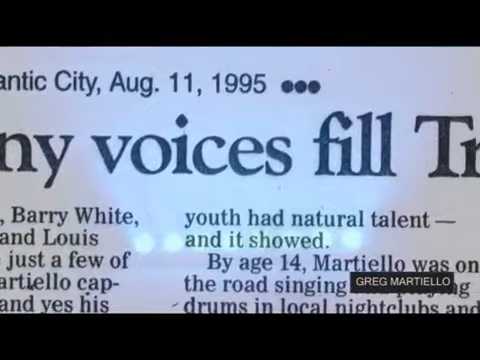 antic City, Aug. 11, 1995 ●●●
ny voices fill Tr
, Barry White,
and Louis
just a few of
artiello cap-
and yes his
youth had natural talent —
and it showed.
By age 14, Martiello was on
the road singing
drums in local nightclubs and
GREG MARTIELLO